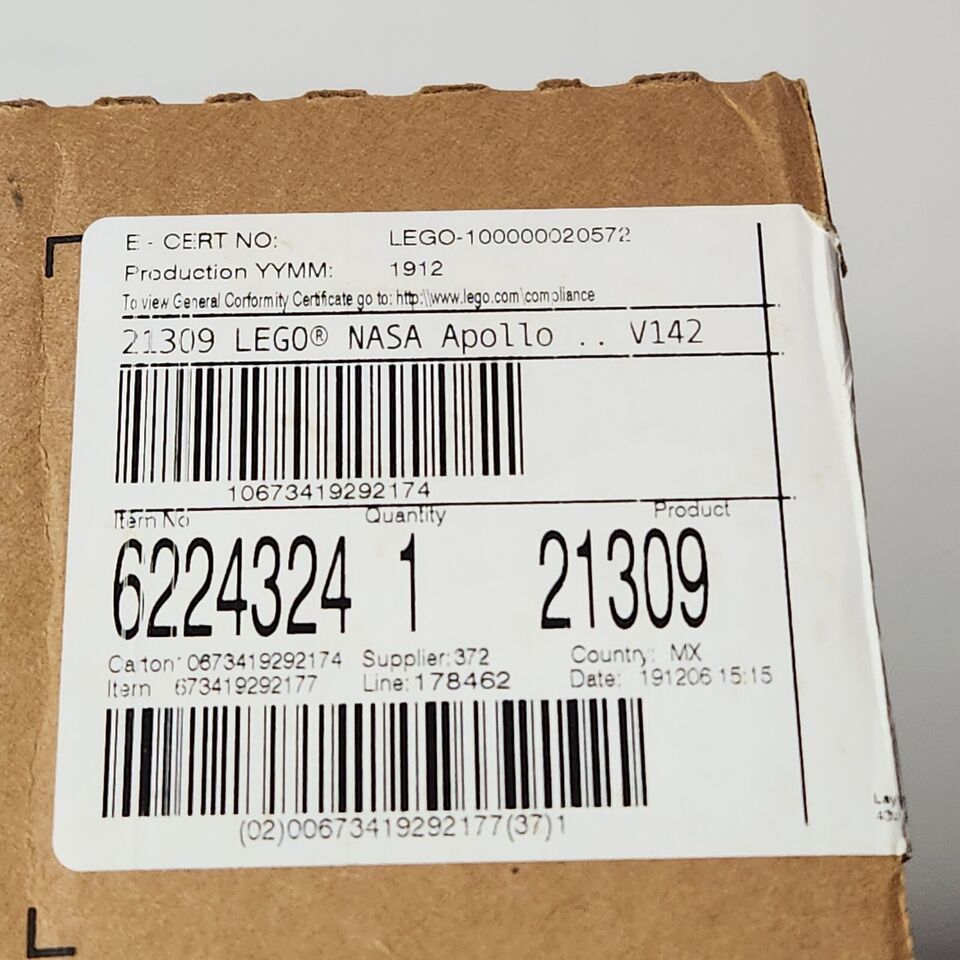 E - CERT NO: LEGO-100000020572
Production YYMM: 1912
To view General Corformity Certificate go to: http:\\www.lego.com\compliance
21309 LEGO® NASA Apollo .. V142
10673419292174
Item No Quantity Product
6224324 1 21309
Carton 10673419292174 Supplier: 372 Country: MX
Item 673419292177 Line: 178462 Date: 191206 15:15
(02)00673419292177(37)1